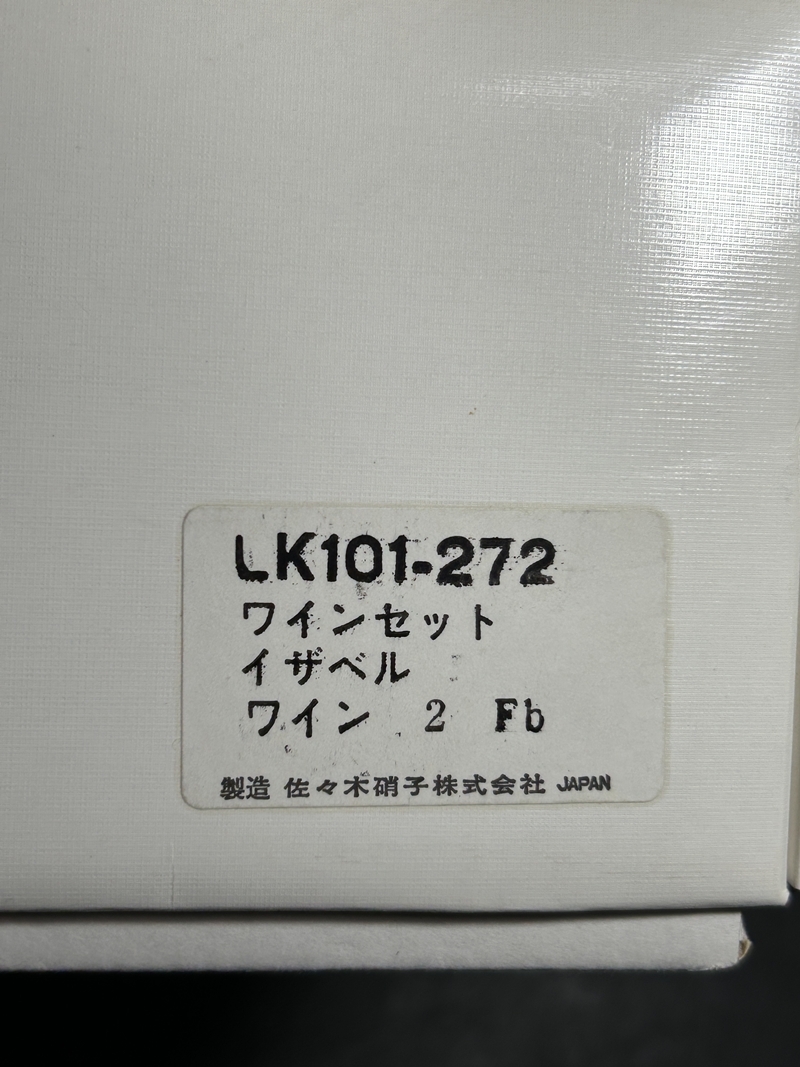 LK101-272
ワインセット
イザベル
ワイン 2 Fb
製造 佐々木硝子株式会社 JAPAN